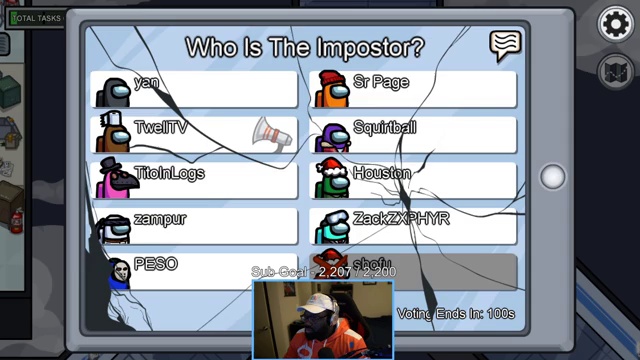 TOTAL TASKS
Who Is The Impostor?
yan
Sr Page
TwellTV
Squirtball
TitoInLogs
Houston
zampur
ZackZXPHYR
PESO
shofu
Sub Goal - 2,207 / 2,200
Voting Ends In: 100s